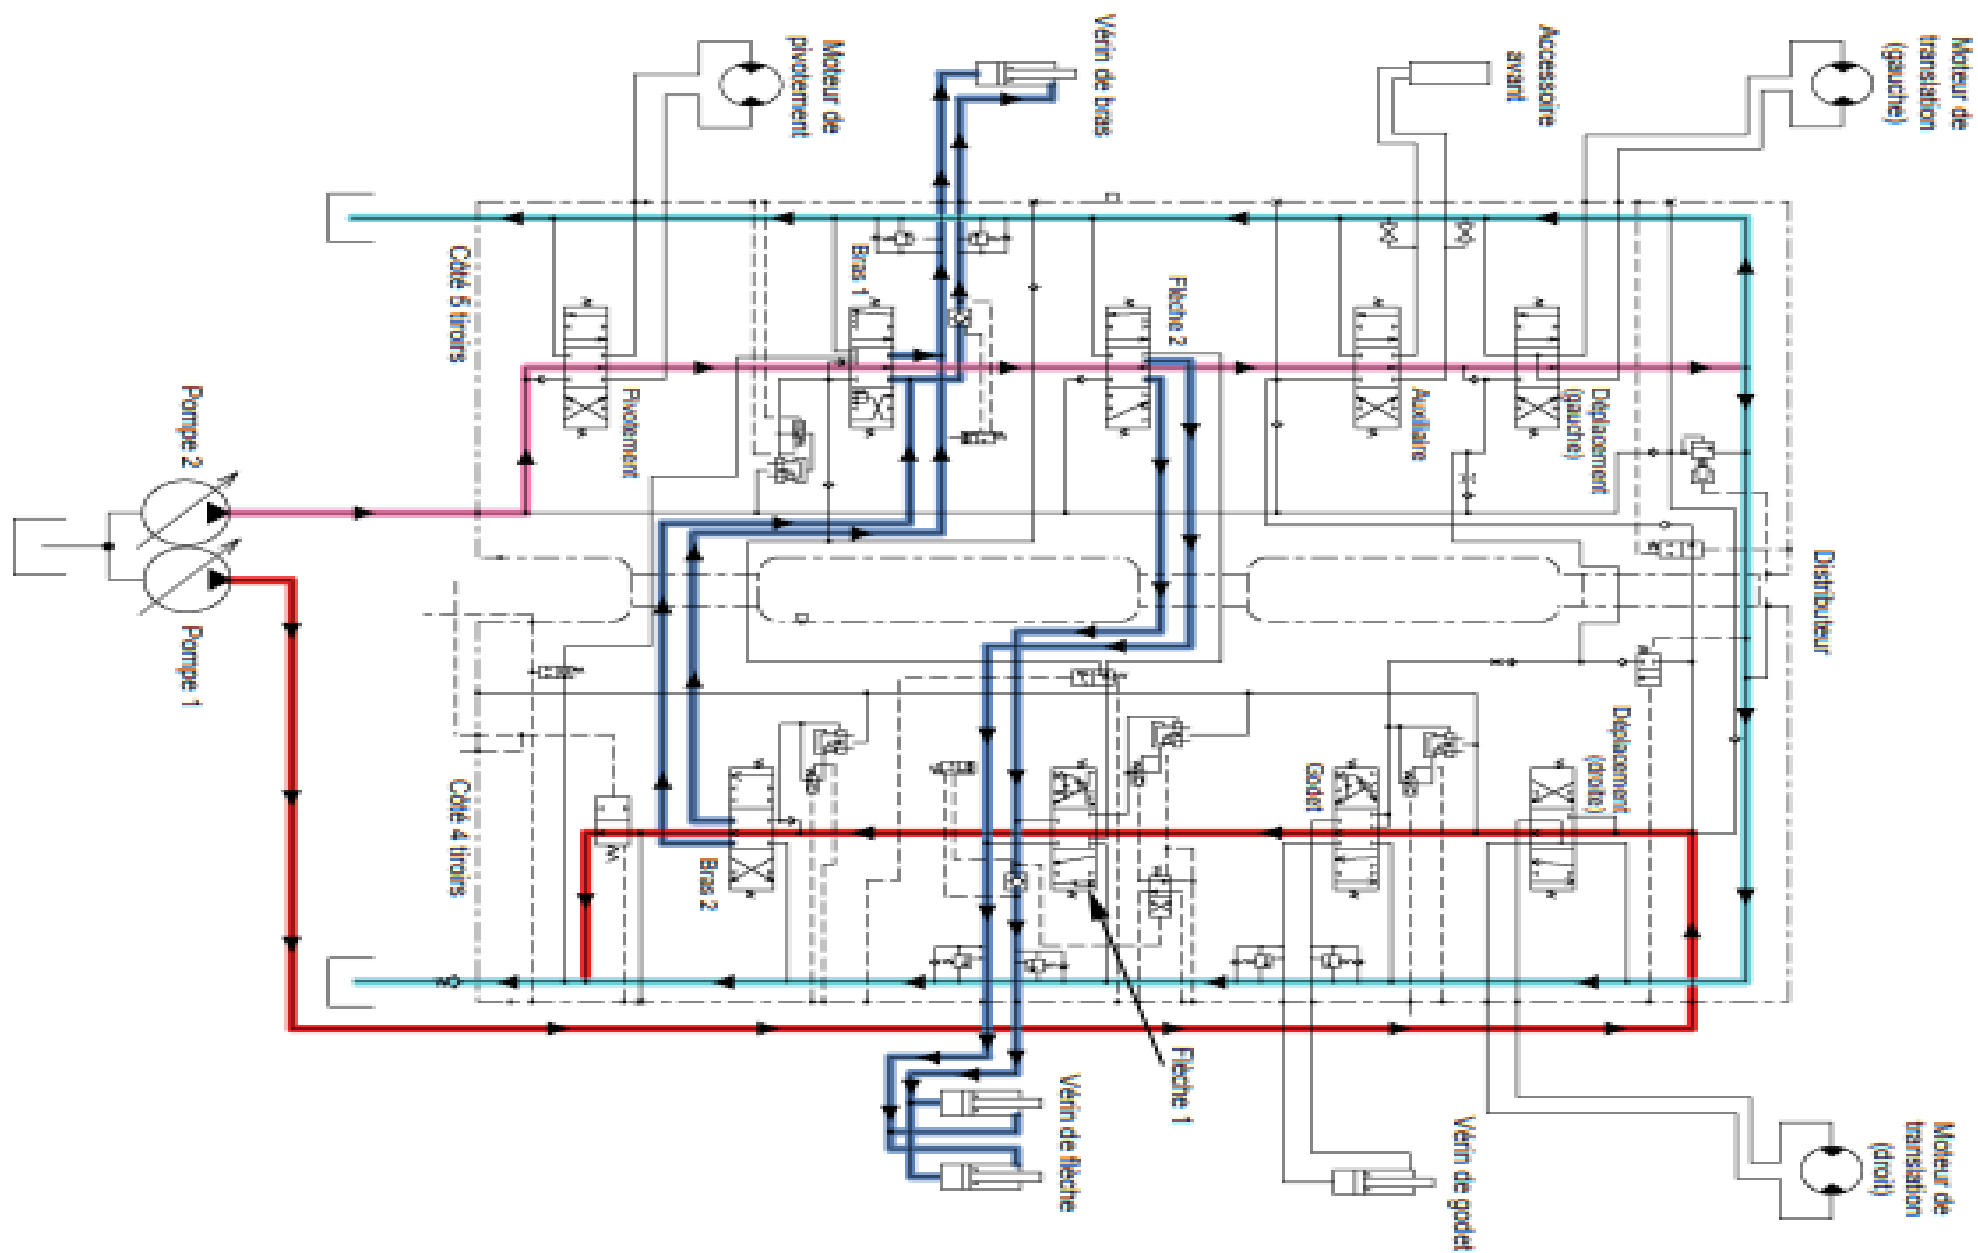 Moteur de
translation
(gauche)
Accessoire
avant
Vérin de bras
Moteur de
pivotement
Distributeur
Déplacement
(gauche)
Auxiliaire
Flèche 2
Bras 1
Pivotement
Côté 5 tiroirs
Pompe 2
Pompe 1
Déplacement
(droite)
Godet
Flèche 1
Bras 2
Côté 4 tiroirs
Moteur de
translation
(droit)
Vérin de godet
Vérin de flèche